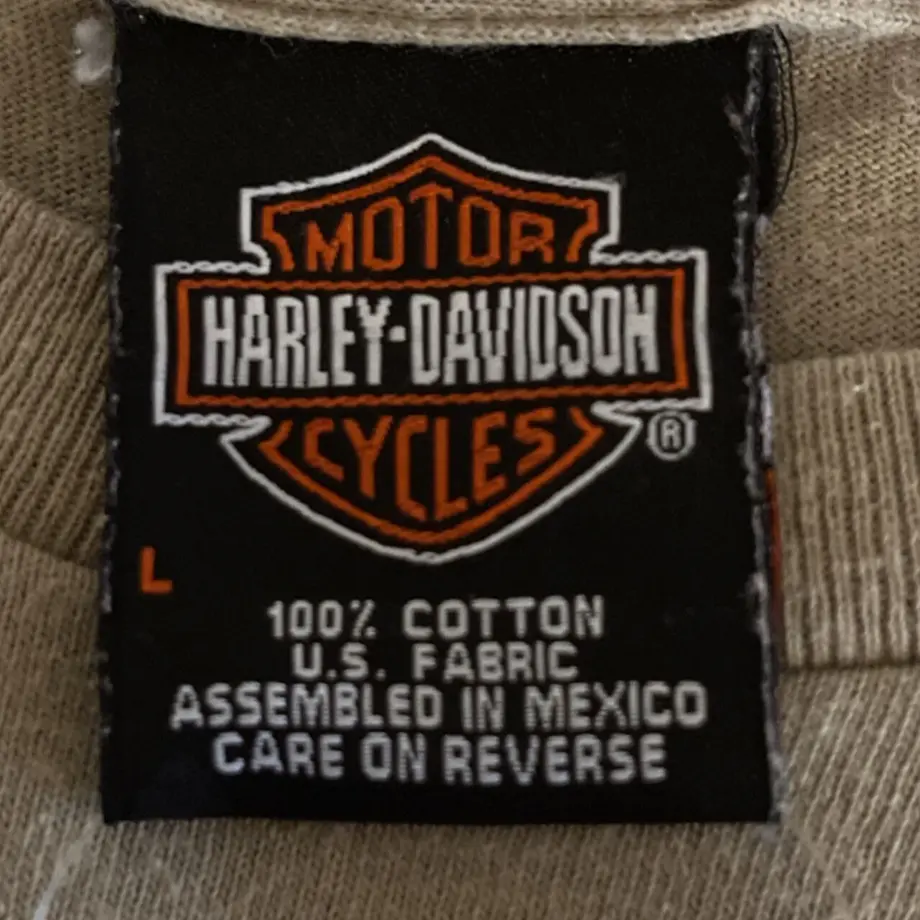 MOTOR
HARLEY-DAVIDSON
CYCLES
®
L
100% COTTON
U.S. FABRIC
ASSEMBLED IN MEXICO
CARE ON REVERSE